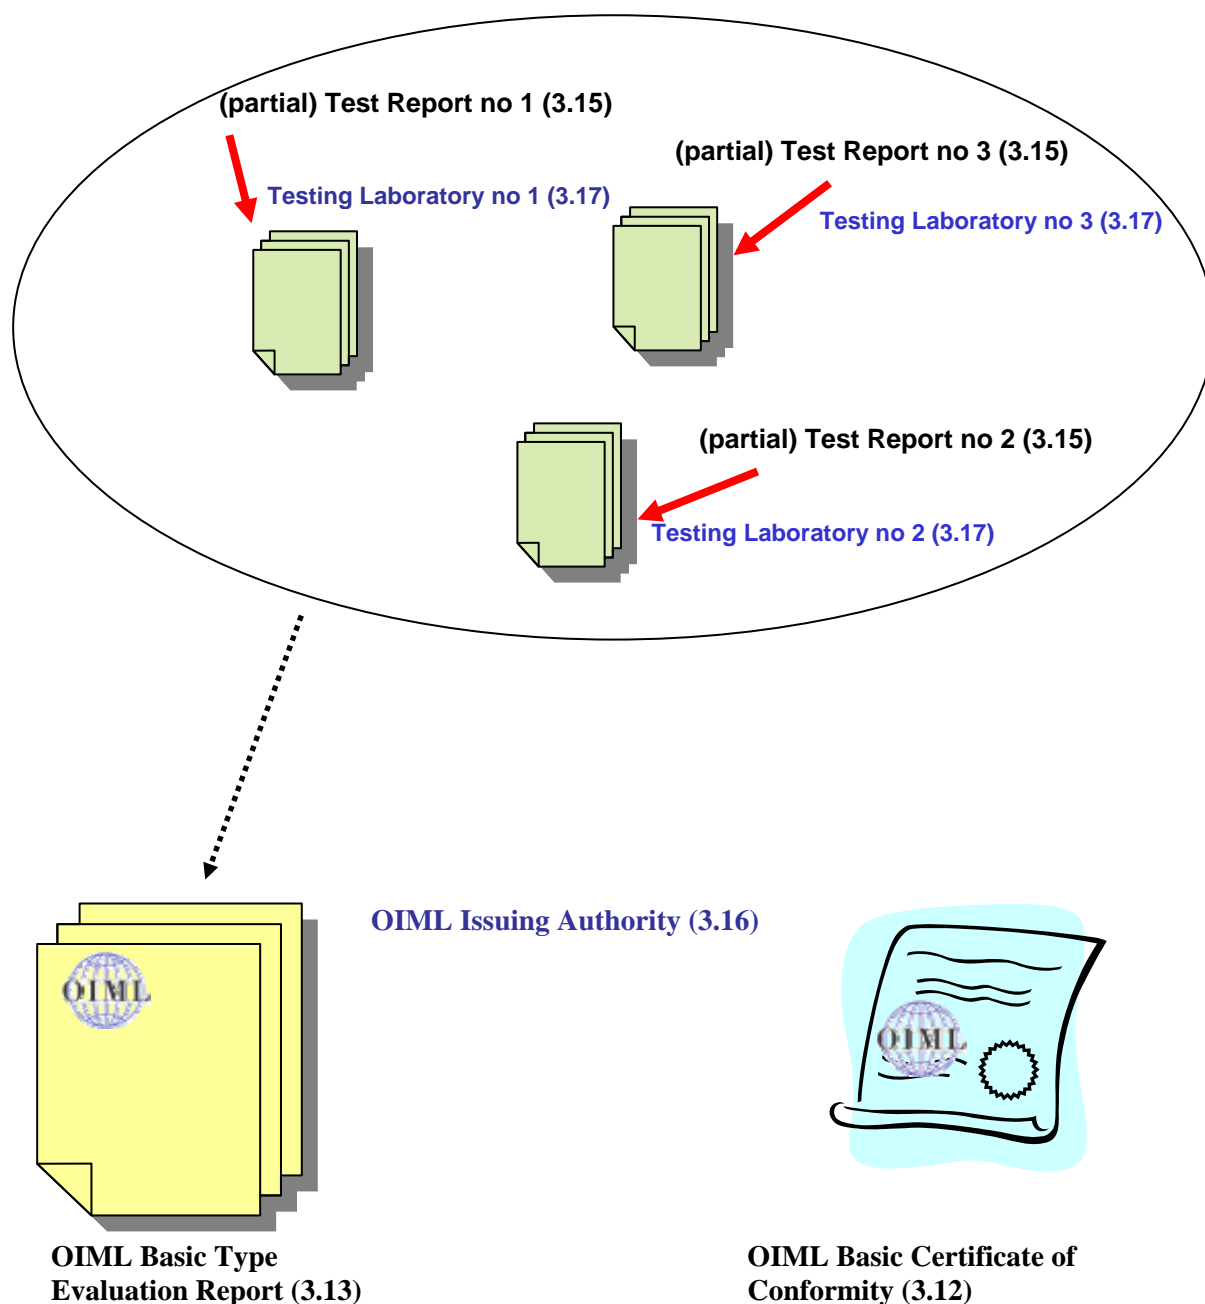 (partial) Test Report no 1 (3.15)
(partial) Test Report no 3 (3.15)
Testing Laboratory no 1 (3.17)
Testing Laboratory no 3 (3.17)
(partial) Test Report no 2 (3.15)
Testing Laboratory no 2 (3.17)
OIML Issuing Authority (3.16)
OIML
OIML
OIML Basic Type
Evaluation Report (3.13)
OIML Basic Certificate of
Conformity (3.12)